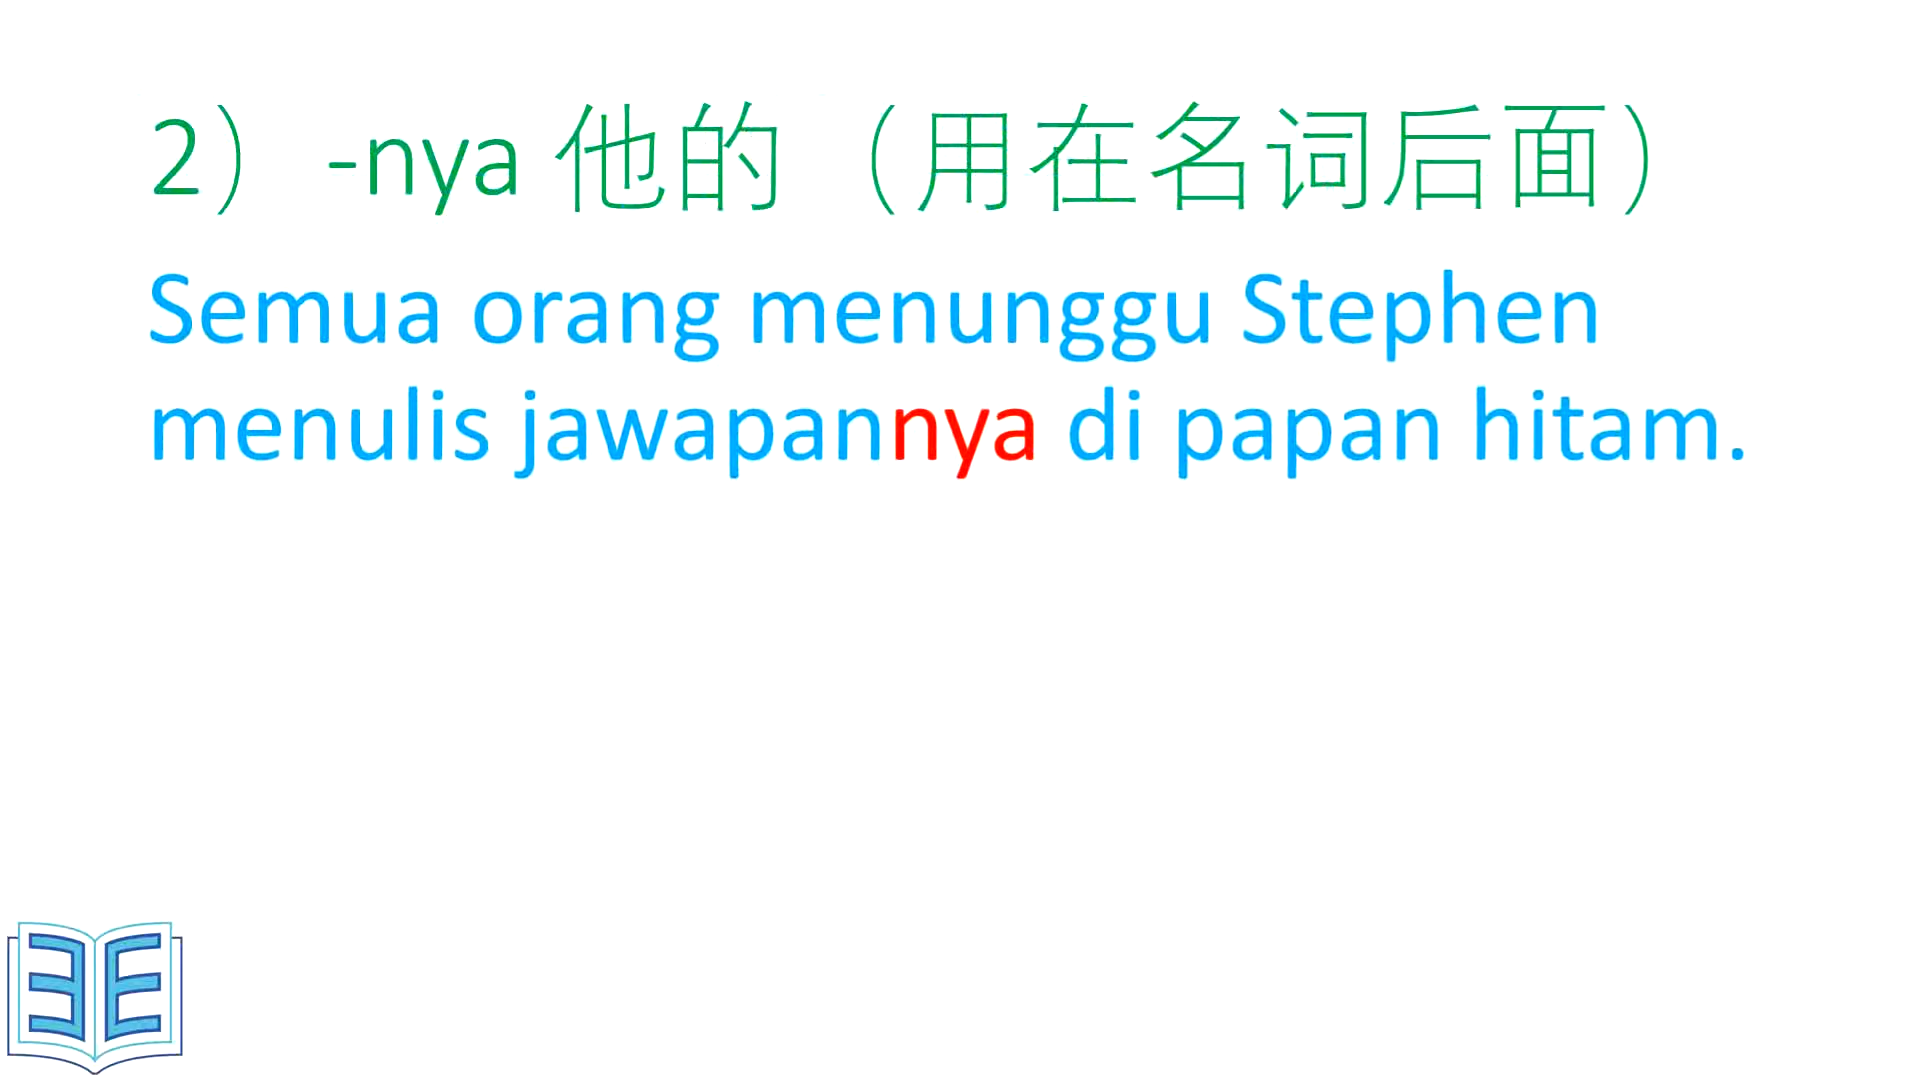 2） -nya 他的（用在名词后面）
Semua orang menunggu Stephen
menulis jawapannya di papan hitam.